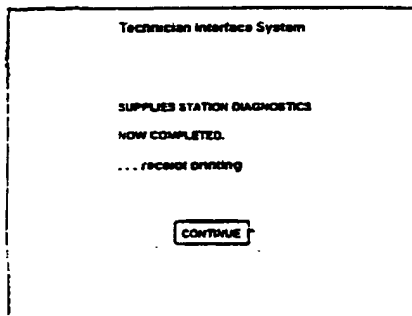 Technician Interface System
SUPPLIES STATION DIAGNOSTICS
NOW COMPLETED.
... receipt printing
CONTINUE